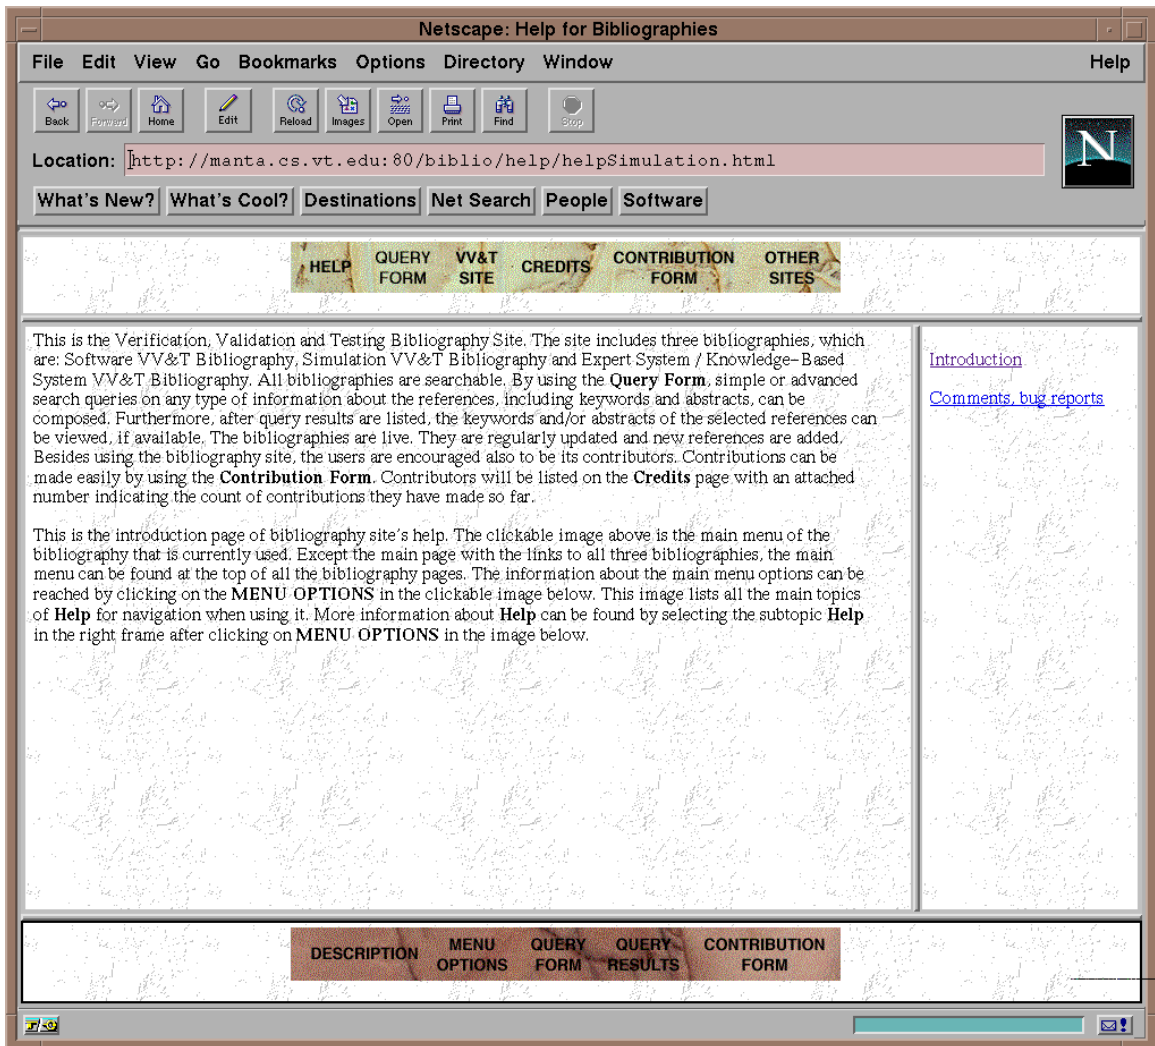 Netscape: Help for Bibliographies
File Edit View Go Bookmarks Options Directory Window Help
Back Forward Home Edit Reload Images Open Print Find Stop
Location: http://manta.cs.vt.edu:80/biblio/help/helpSimulation.html
N
What's New? What's Cool? Destinations Net Search People Software
HELP QUERY FORM VV&T SITE CREDITS CONTRIBUTION FORM OTHER SITES
This is the Verification, Validation and Testing Bibliography Site. The site includes three bibliographies, which
are: Software VV&T Bibliography, Simulation VV&T Bibliography and Expert System / Knowledge-Based
System VV&T Bibliography. All bibliographies are searchable. By using the Query Form, simple or advanced
search queries on any type of information about the references, including keywords and abstracts, can be
composed. Furthermore, after query results are listed, the keywords and/or abstracts of the selected references can
be viewed, if available. The bibliographies are live. They are regularly updated and new references are added.
Besides using the bibliography site, the users are encouraged also to be its contributors. Contributions can be
made easily by using the Contribution Form. Contributors will be listed on the Credits page with an attached
number indicating the count of contributions they have made so far.
This is the introduction page of bibliography site's help. The clickable image above is the main menu of the
bibliography that is currently used. Except the main page with the links to all three bibliographies, the main
menu can be found at the top of all the bibliography pages. The information about the main menu options can be
reached by clicking on the MENU OPTIONS in the clickable image below. This image lists all the main topics
of Help for navigation when using it. More information about Help can be found by selecting the subtopic Help
in the right frame after clicking on MENU OPTIONS in the image below.
Introduction
Comments, bug reports
DESCRIPTION MENU OPTIONS QUERY FORM QUERY RESULTS CONTRIBUTION FORM